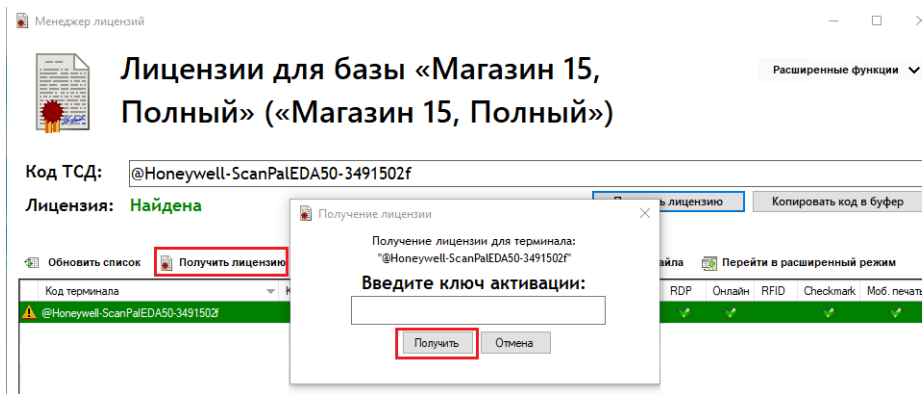 Менеджер лицензий
Лицензии для базы «Магазин 15,
Полный» («Магазин 15, Полный»)
Расширенные функции
Код ТСД: @Honeywell-ScanPalEDA50-3491502f
Лицензия: Найдена
лицензию
Копировать код в буфер
Получение лицензии
Получение лицензии для терминала:
"@Honeywell-ScanPalEDA50-3491502f"
Введите ключ активации:
Получить Отмена
Обновить список Получить лицензию Перейти в расширенный режим
Код терминала RDP Онлайн RFID Checkmark Моб. печать
@Honeywell-ScanPalEDA50-3491502f